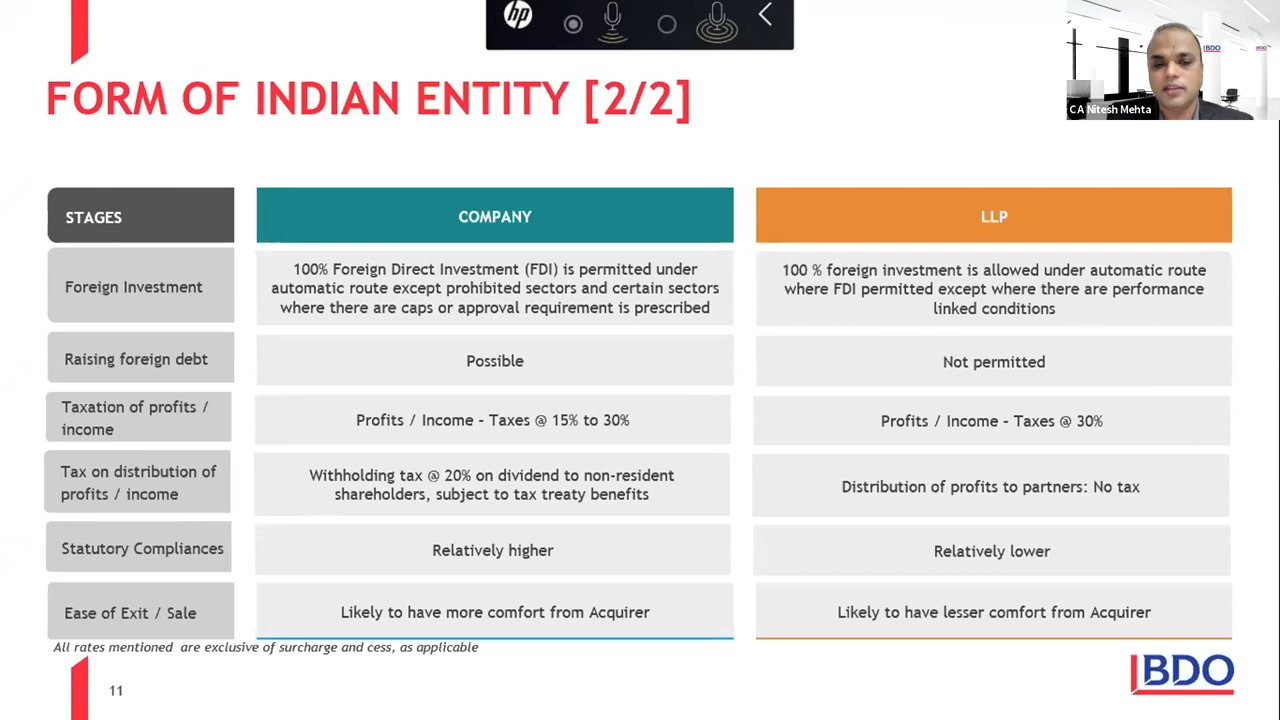 hp
BDO
CA Nitesh Mehta
FORM OF INDIAN ENTITY [2/2]
STAGES
COMPANY
LLP
Foreign Investment
100% Foreign Direct Investment (FDI) is permitted under
automatic route except prohibited sectors and certain sectors
where there are caps or approval requirement is prescribed
100 % foreign investment is allowed under automatic route
where FDI permitted except where there are performance
linked conditions
Raising foreign debt
Possible
Not permitted
Taxation of profits /
income
Profits / Income – Taxes @ 15% to 30%
Profits / Income – Taxes @ 30%
Tax on distribution of
profits / income
Withholding tax @ 20% on dividend to non-resident
shareholders, subject to tax treaty benefits
Distribution of profits to partners: No tax
Statutory Compliances
Relatively higher
Relatively lower
Ease of Exit / Sale
Likely to have more comfort from Acquirer
Likely to have lesser comfort from Acquirer
All rates mentioned are exclusive of surcharge and cess, as applicable
11
BDO